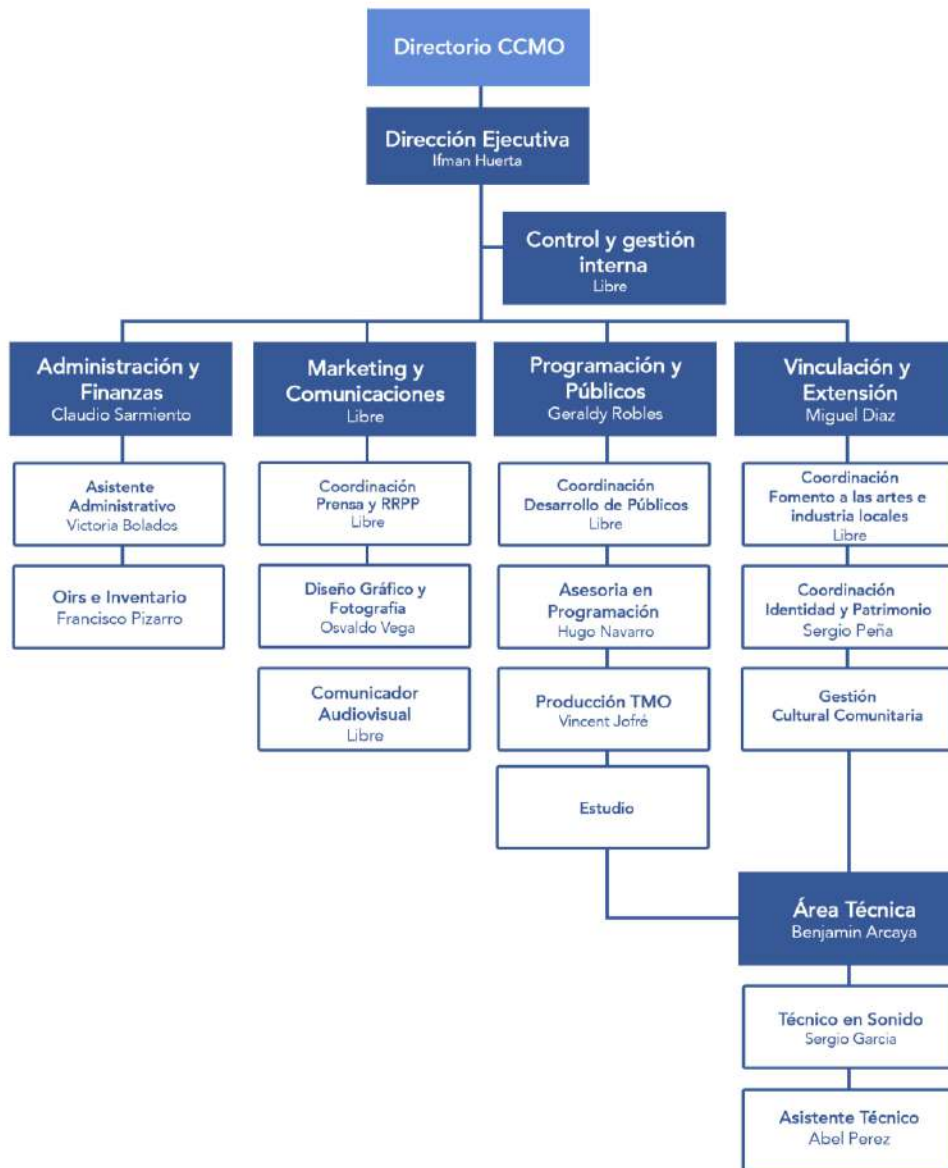 Directorio CCMO
Dirección Ejecutiva
Ifman Huerta
Control y gestión
interna
Libre
Administración y
Finanzas
Claudio Sarmiento
Asistente
Administrativo
Victoria Bolados
Oirs e Inventario
Francisco Pizarro
Marketing y
Comunicaciones
Libre
Coordinación
Prensa y RRPP
Libre
Diseño Gráfico y
Fotografia
Osvaldo Vega
Comunicador
Audiovisual
Libre
Programación y
Públicos
Geraldy Robles
Coordinación
Desarrollo de Públicos
Libre
Asesoria en
Programación
Hugo Navarro
Producción TMO
Vincent Jofré
Estudio
Vinculación y
Extensión
Miguel Diaz
Coordinación
Fomento a las artes e
industria locales
Libre
Coordinación
Identidad y Patrimonio
Sergio Peña
Gestión
Cultural Comunitaria
Área Técnica
Benjamin Arcaya
Técnico en Sonido
Sergio Garcia
Asistente Técnico
Abel Perez